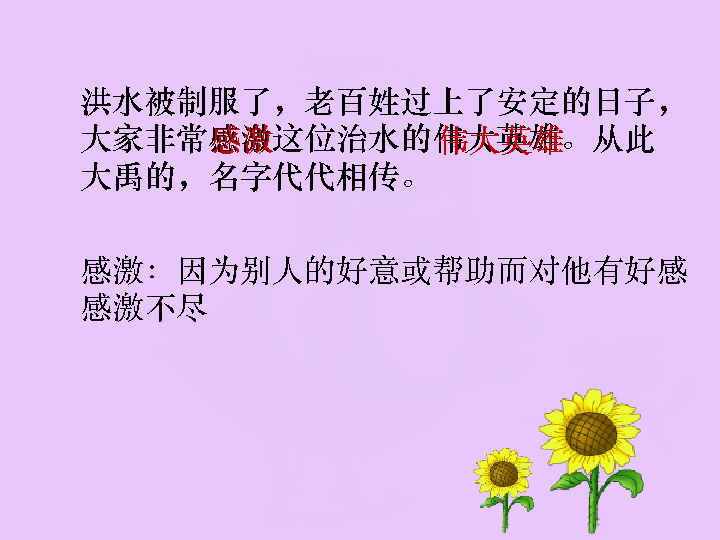 洪水被制服了，老百姓过上了安定的日子，
大家非常感激这位治水的伟大英雄。从此
大禹的，名字代代相传。
感激：因为别人的好意或帮助而对他有好感
感激不尽